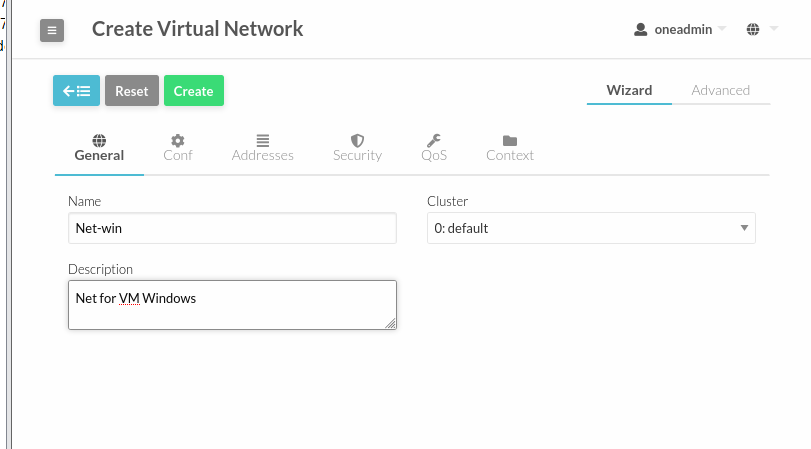 Create Virtual Network
oneadmin
Reset
Create
Wizard
Advanced
General
Conf
Addresses
Security
QoS
Context
Name
Cluster
Net-win
0: default
Description
Net for VM Windows